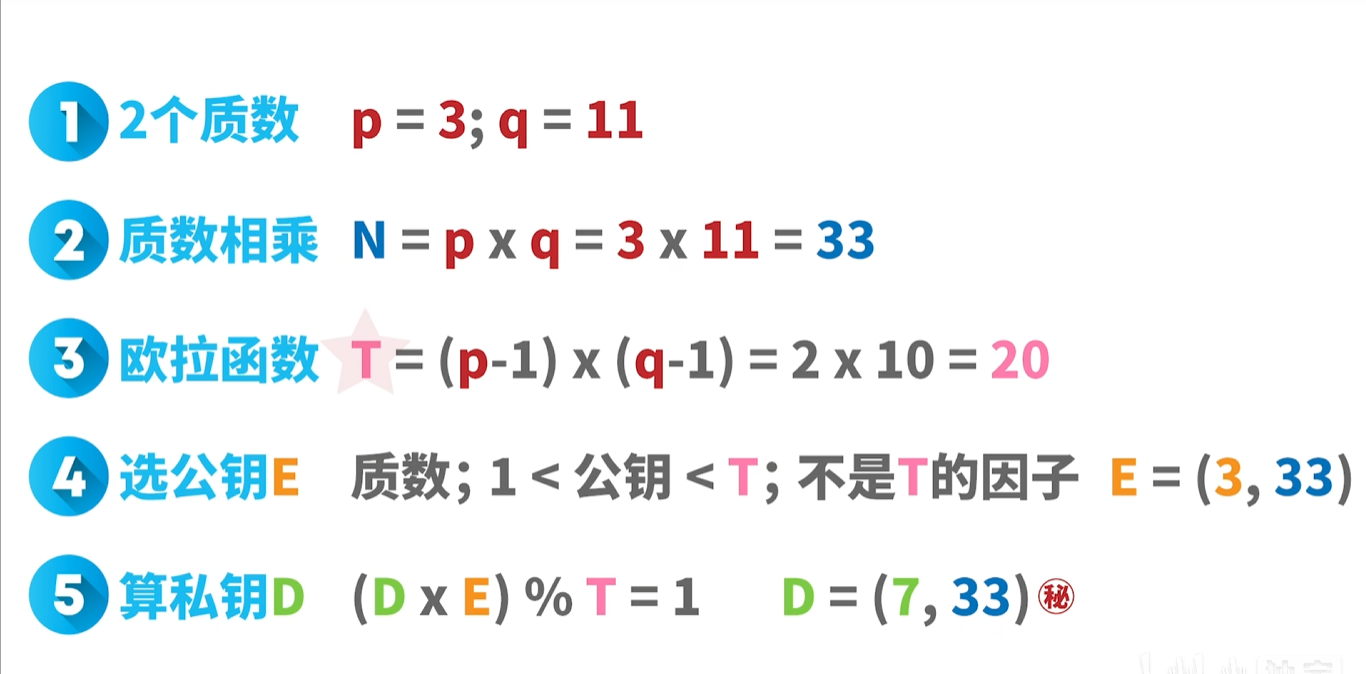 1 2个质数 p = 3; q = 11
2 质数相乘 N = p x q = 3 x 11 = 33
3 欧拉函数 T = (p-1) x (q-1) = 2 x 10 = 20
4 选公钥E 质数; 1 < 公钥 < T; 不是T的因子 E = (3, 33)
5 算私钥D (D x E) % T = 1 D = (7, 33) 秘